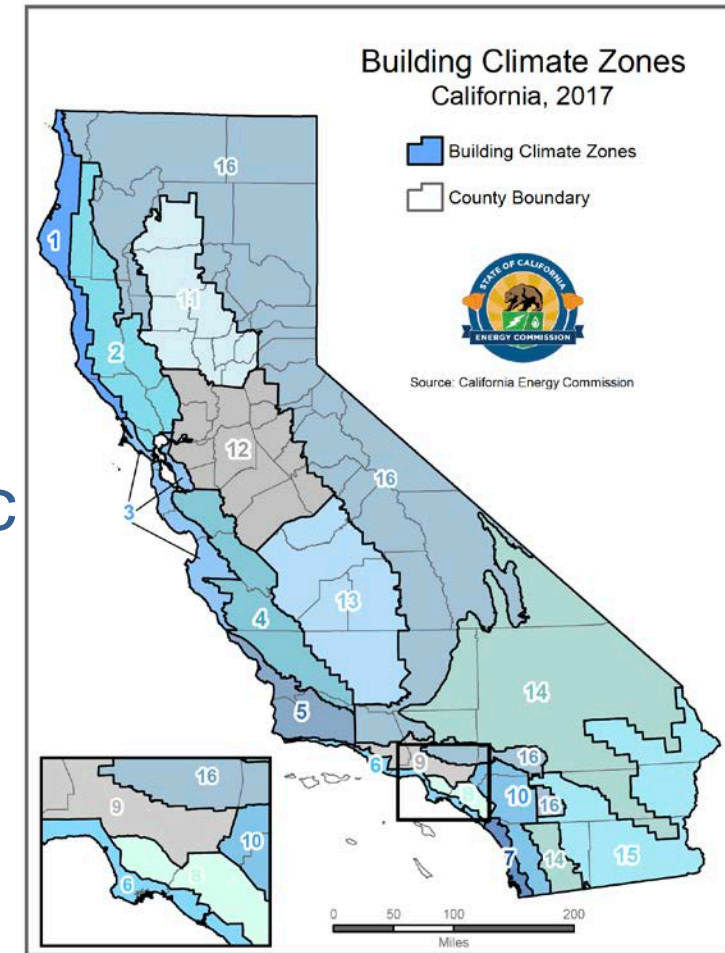 Building Climate Zones
California, 2017
Building Climate Zones
County Boundary
STATE OF CALIFORNIA
ENERGY COMMISSION
Source: California Energy Commission
16
1
11
2
12
16
3
C
13
4
14
5
6
9
16
8
10
16
7
14
15
16
9
10
8
6
0 50 100 200
Miles